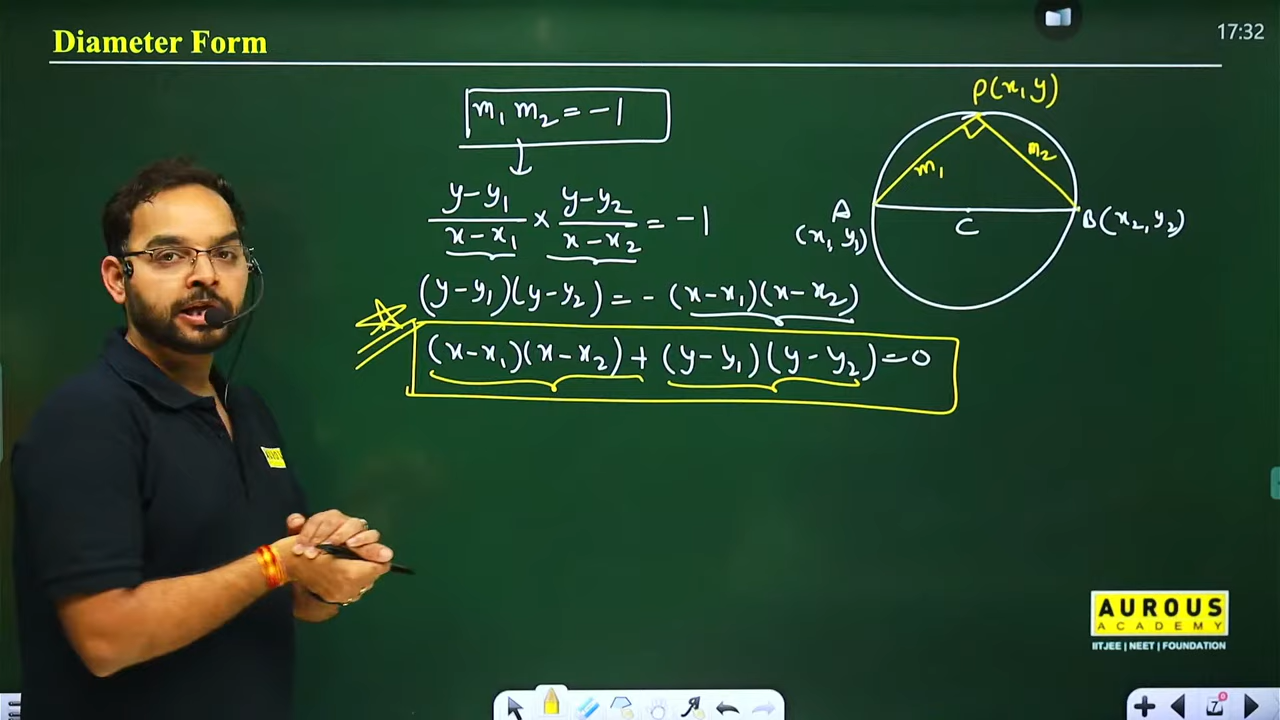 Diameter Form
17:32
m₁ m₂ = -1
P(x, y)
m₁
m₂
A
(x₁, y₁)
C
B(x₂, y₂)
(y-y₁)/(x-x₁) × (y-y₂)/(x-x₂) = -1
(y-y₁)(y-y₂) = -(x-x₁)(x-x₂)
(x-x₁)(x-x₂) + (y-y₁)(y-y₂) = 0
AUROUS
ACADEMY
IITJEE | NEET | FOUNDATION
7